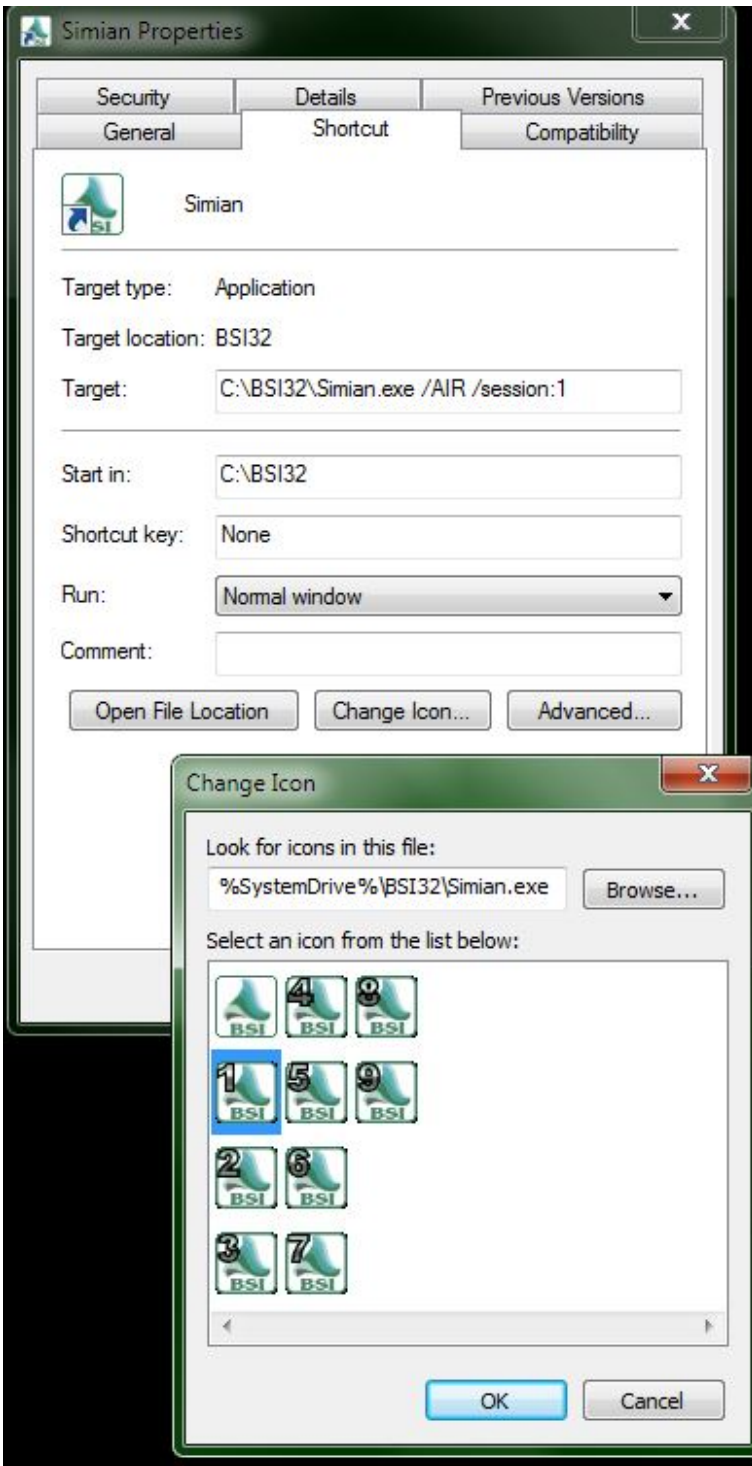 Simian Properties
x
Security Details Previous Versions
General Shortcut Compatibility
BSI Simian
Target type: Application
Target location: BSI32
Target: C:\BSI32\Simian.exe /AIR /session:1
Start in: C:\BSI32
Shortcut key: None
Run: Normal window
Comment:
Open File Location Change Icon... Advanced...
Change Icon
x
Look for icons in this file:
%SystemDrive%\BSI32\Simian.exe Browse...
Select an icon from the list below:
BSI 4 BSI 8 BSI
1 BSI 5 BSI 9 BSI
2 BSI 6 BSI
3 BSI 7 BSI
OK Cancel